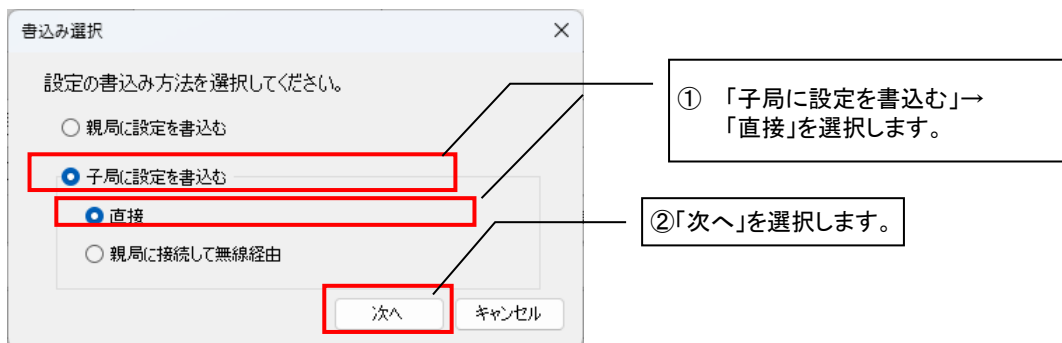 書込み選択
設定の書込み方法を選択してください。
親局に設定を書込む
子局に設定を書込む
直接
親局に接続して無線経由
次へ
キャンセル
① 「子局に設定を書込む」→
「直接」を選択します。
②「次へ」を選択します。